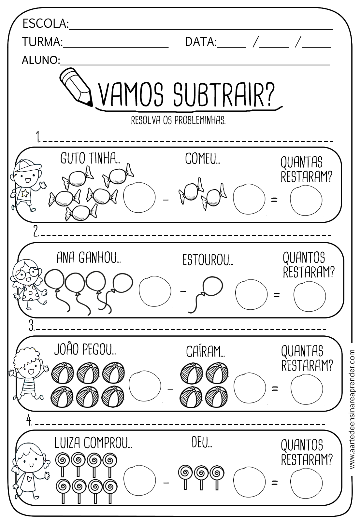 ESCOLA:
TURMA: DATA: / /
ALUNO:
VAMOS SUBTRAIR?
RESOLVA OS PROBLEMINHAS.
1.
GUTO TINHA... COMEU... QUANTAS
RESTARAM?
- =
2.
ANA GANHOU... ESTOUROU... QUANTOS
RESTARAM?
- =
3.
JOÃO PEGOU... CAÍRAM... QUANTAS
RESTARAM?
- =
4.
LUIZA COMPROU... DEU... QUANTOS
RESTARAM?
- =
www.aartedeensinareaprender.com